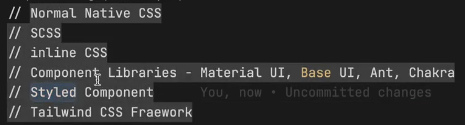 // Normal Native CSS
// SCSS
// inline CSS
// Component Libraries - Material UI, Base UI, Ant, Chakra
// Styled Component You, now • Uncommitted changes
// Tailwind CSS Fraework